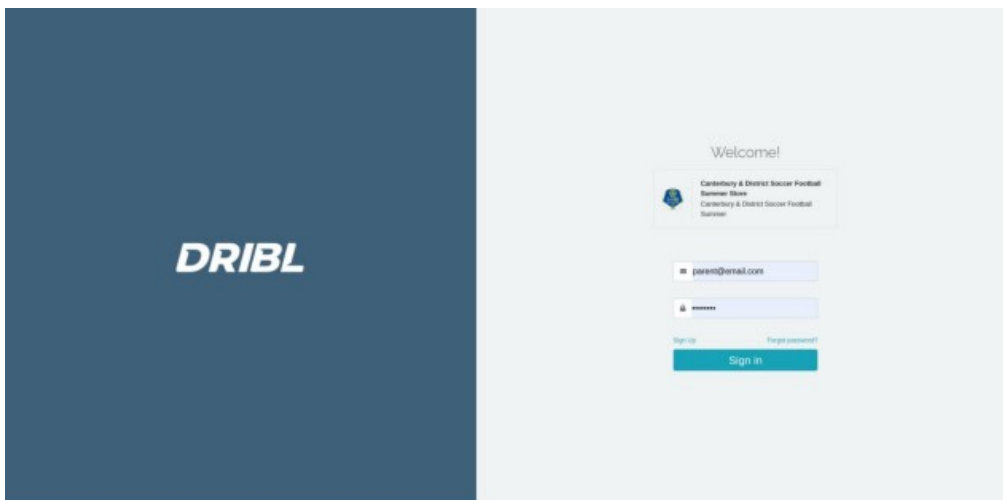 DRIBL
Welcome!
Canterbury & District Soccer Football
Summer Store
Canterbury & District Soccer Football
Summer
parent@email.com
••••••••
Sign Up
Forgot password?
Sign in